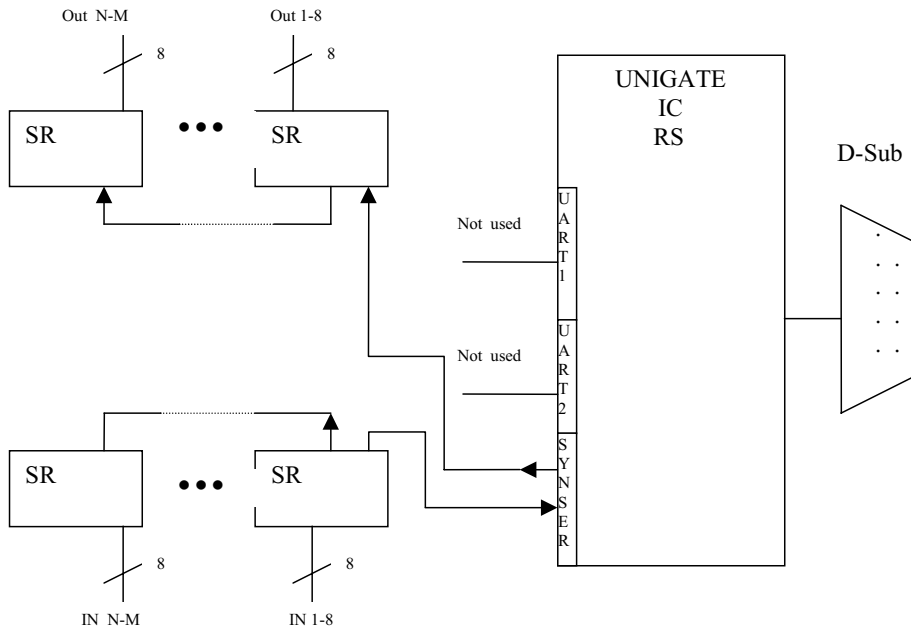 Out N-M
Out 1-8
8
8
SR
SR
UNIGATE
IC
RS
D-Sub
Not used
UART1
Not used
UART2
SYNSER
SR
SR
8
8
IN N-M
IN 1-8